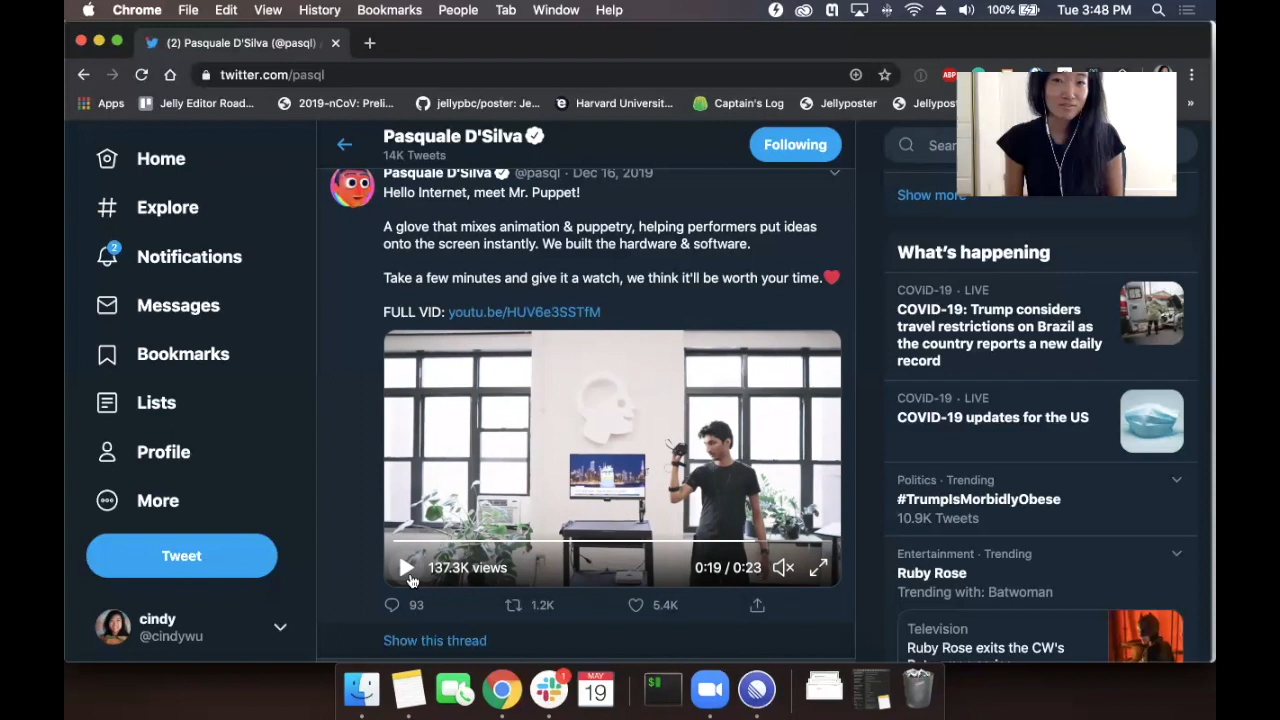 Chrome File Edit View History Bookmarks People Tab Window Help 100% Tue 3:48 PM
(2) Pasquale D'Silva (@pasql)
twitter.com/pasql
ABP
Apps Jelly Editor Road... 2019-nCoV: Preli... jellypbc/poster Je... Harvard Universit... Captain's Log Jellyposter Jellypost »
Home
Explore
2
Notifications
Messages
Bookmarks
Lists
Profile
More
Tweet
cindy
@cindywu
Pasquale D'Silva
14K Tweets
Following
Pasquale D'Silva @pasql · Dec 16, 2019
Hello Internet, meet Mr. Puppet!
A glove that mixes animation & puppetry, helping performers put ideas
onto the screen instantly. We built the hardware & software.
Take a few minutes and give it a watch, we think it'll be worth your time.❤️
FULL VID: youtu.be/HUV6e3SSTfM
137.3K views 0:19 / 0:23
93 1.2K 5.4K
Show this thread
Sear
Show more
What's happening
COVID-19 · LIVE
COVID-19: Trump considers
travel restrictions on Brazil as
the country reports a new daily
record
COVID-19 · LIVE
COVID-19 updates for the US
Politics · Trending
#TrumpIsMorbidlyObese
10.9K Tweets
Entertainment · Trending
Ruby Rose
Trending with: Batwoman
Television
Ruby Rose exits the CW's
1
MAY
19
$